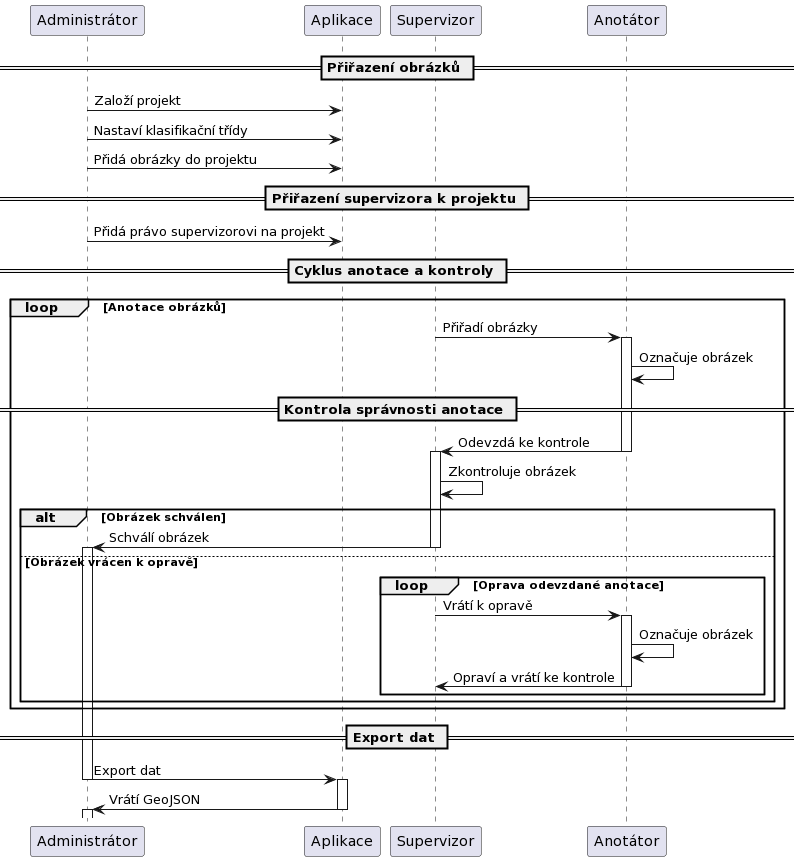 Administrátor Aplikace Supervizor Anotátor
Přiřazení obrázků
Založí projekt
Nastaví klasifikační třídy
Přidá obrázky do projektu
Přiřazení supervizora k projektu
Přidá právo supervizorovi na projekt
Cyklus anotace a kontroly
loop [Anotace obrázků]
Přiřadí obrázky
Označuje obrázek
Kontrola správnosti anotace
Odevzdá ke kontrole
Zkontroluje obrázek
alt [Obrázek schválen]
Schválí obrázek
[Obrázek vrácen k opravě]
loop [Oprava odevzdané anotace]
Vrátí k opravě
Označuje obrázek
Opraví a vrátí ke kontrole
Export dat
Export dat
Vrátí GeoJSON
Administrátor Aplikace Supervizor Anotátor